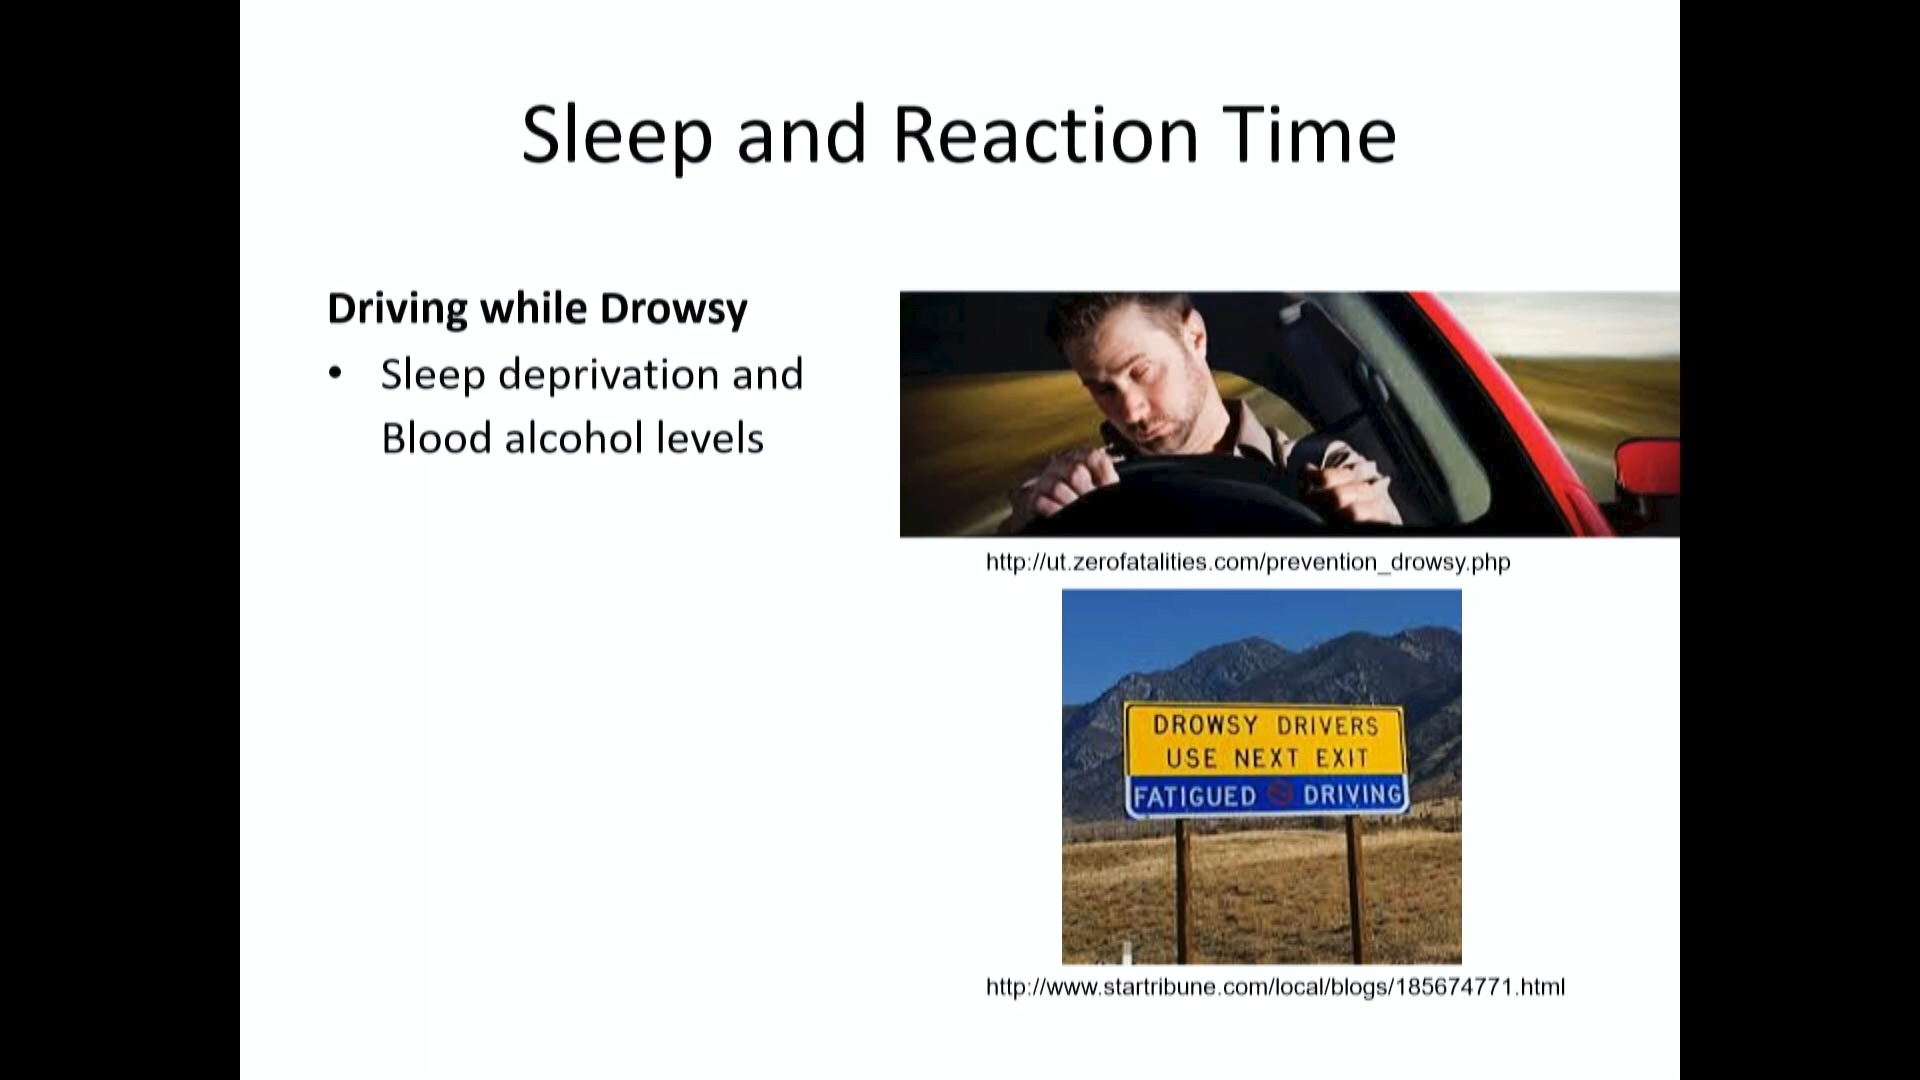 Sleep and Reaction Time
Driving while Drowsy
• Sleep deprivation and
Blood alcohol levels
http://ut.zerofatalities.com/prevention_drowsy.php
DROWSY DRIVERS
USE NEXT EXIT
FATIGUED DRIVING
http://www.startribune.com/local/blogs/185674771.html